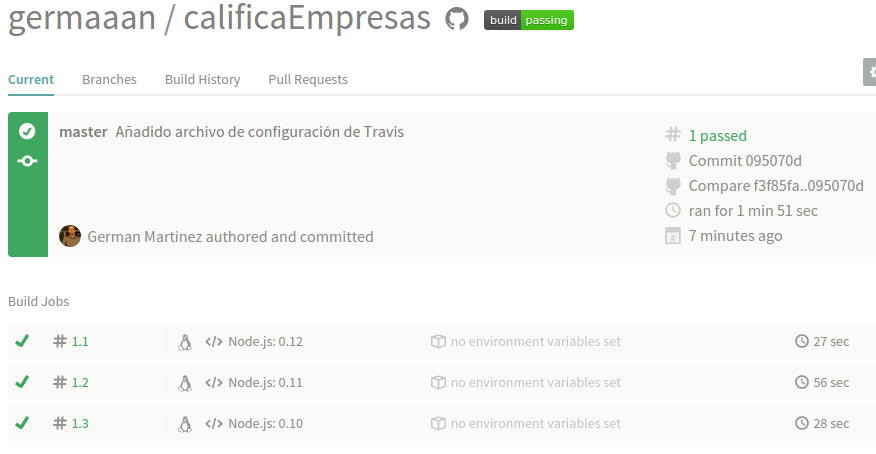 germaaan / calificaEmpresas build passing
Current Branches Build History Pull Requests
master Añadido archivo de configuración de Travis
# 1 passed
Commit 095070d
Compare f3f85fa..095070d
ran for 1 min 51 sec
7 minutes ago
German Martinez authored and committed
Build Jobs
# 1.1 </> Node.js: 0.12 no environment variables set 27 sec
# 1.2 </> Node.js: 0.11 no environment variables set 56 sec
# 1.3 </> Node.js: 0.10 no environment variables set 28 sec